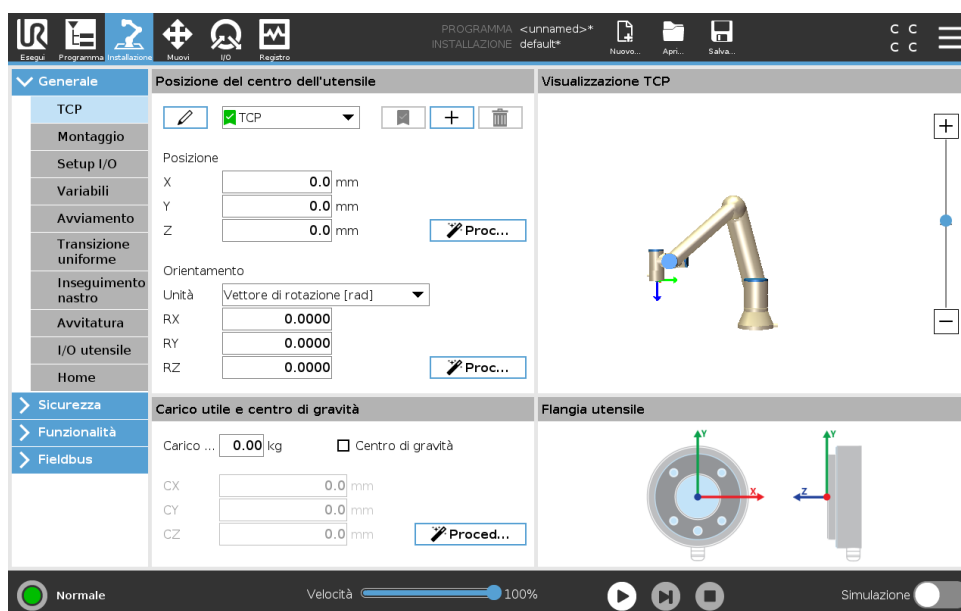 UR
PROGRAMMA <unnamed>*
INSTALLAZIONE default*
Esegui Programma Installazione Muovi I/O Registro Nuovo... Apri... Salva...
C C
C C
Generale
TCP
Montaggio
Setup I/O
Variabili
Avviamento
Transizione
uniforme
Inseguimento
nastro
Avvitatura
I/O utensile
Home
Sicurezza
Funzionalità
Fieldbus
Posizione del centro dell'utensile
TCP
Posizione
X 0.0 mm
Y 0.0 mm
Z 0.0 mm Proc...
Orientamento
Unità Vettore di rotazione [rad]
RX 0.0000
RY 0.0000
RZ 0.0000 Proc...
Carico utile e centro di gravità
Carico ... 0.00 kg Centro di gravità
CX 0.0 mm
CY 0.0 mm
CZ 0.0 mm Proced...
Visualizzazione TCP
Flangia utensile
Y Y
X Z
Normale Velocità 100% Simulazione